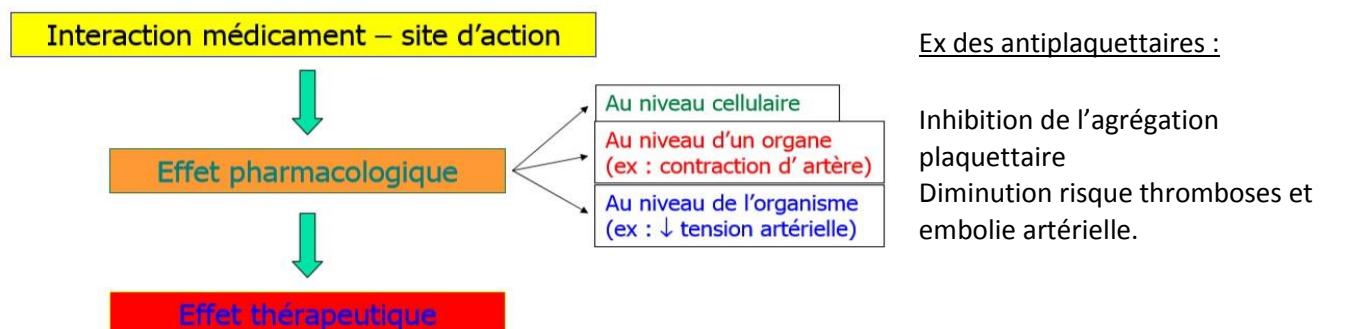 Interaction médicament – site d'action
Effet pharmacologique
Au niveau cellulaire
Au niveau d'un organe
(ex : contraction d' artère)
Au niveau de l'organisme
(ex : ↓ tension artérielle)
Effet thérapeutique
Ex des antiplaquettaires :
Inhibition de l'agrégation
plaquettaire
Diminution risque thromboses et
embolie artérielle.